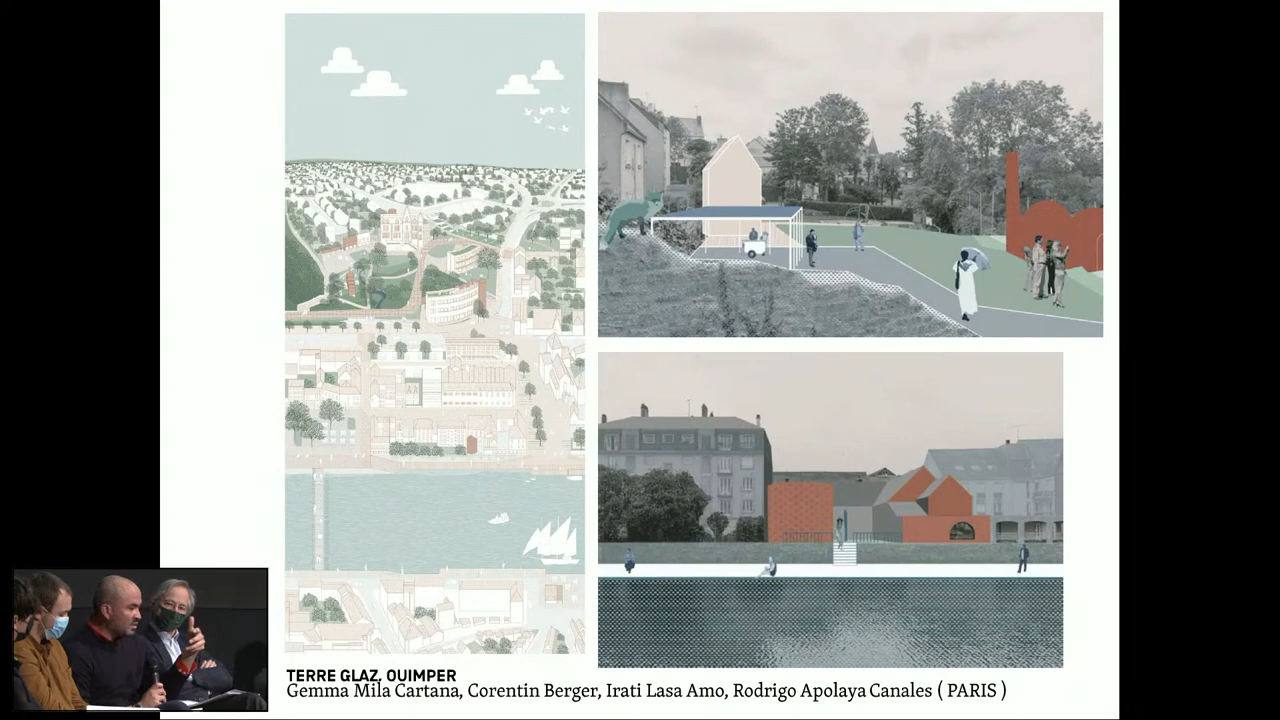 TERRE GLAZ, QUIMPER
Gemma Mila Cartana, Corentin Berger, Irati Lasa Amo, Rodrigo Apolaya Canales ( PARIS )